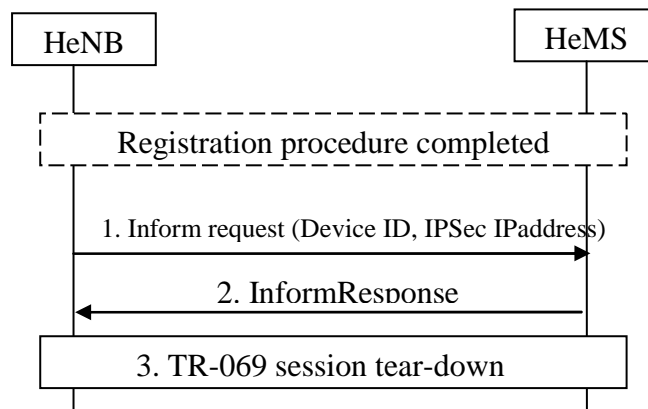 HeNB
HeMS
Registration procedure completed
1. Inform request (Device ID, IPSec IPaddress)
2. InformResponse
3. TR-069 session tear-down